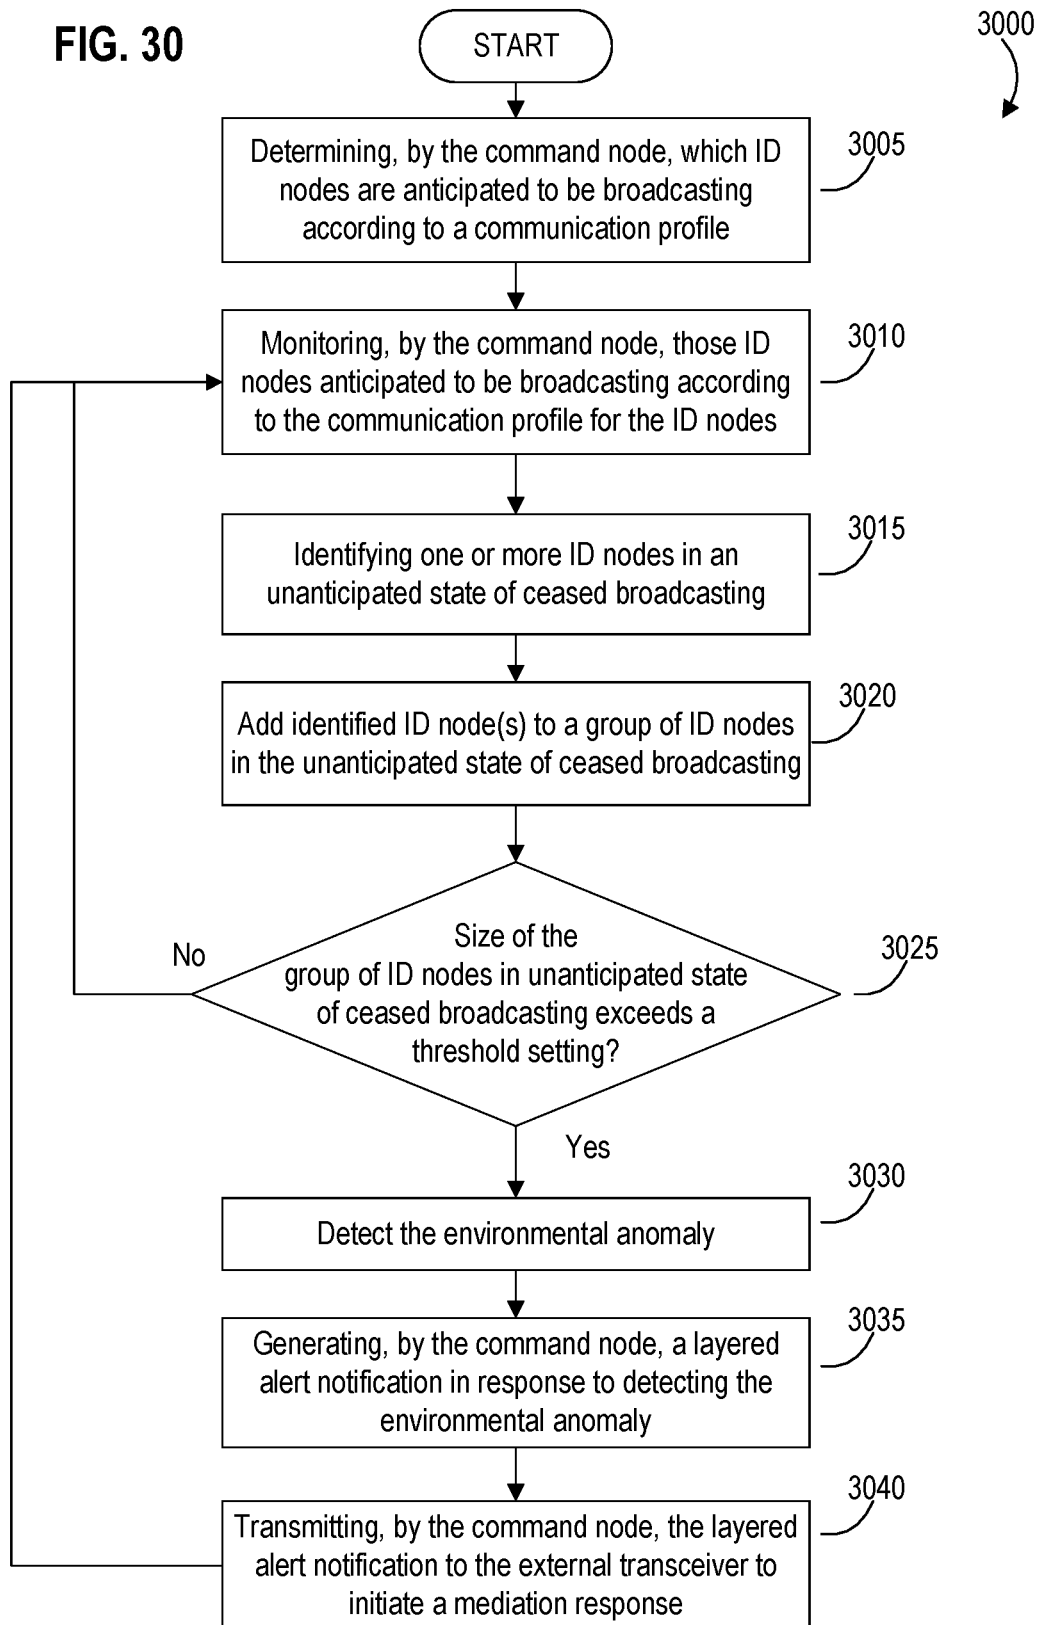 FIG. 30
START
3000
Determining, by the command node, which ID
nodes are anticipated to be broadcasting
according to a communication profile
3005
Monitoring, by the command node, those ID
nodes anticipated to be broadcasting according
to the communication profile for the ID nodes
3010
Identifying one or more ID nodes in an
unanticipated state of ceased broadcasting
3015
Add identified ID node(s) to a group of ID nodes
in the unanticipated state of ceased broadcasting
3020
Size of the
group of ID nodes in unanticipated state
of ceased broadcasting exceeds a
threshold setting?
3025
No
Yes
Detect the environmental anomaly
3030
Generating, by the command node, a layered
alert notification in response to detecting the
environmental anomaly
3035
Transmitting, by the command node, the layered
alert notification to the external transceiver to
initiate a mediation response
3040